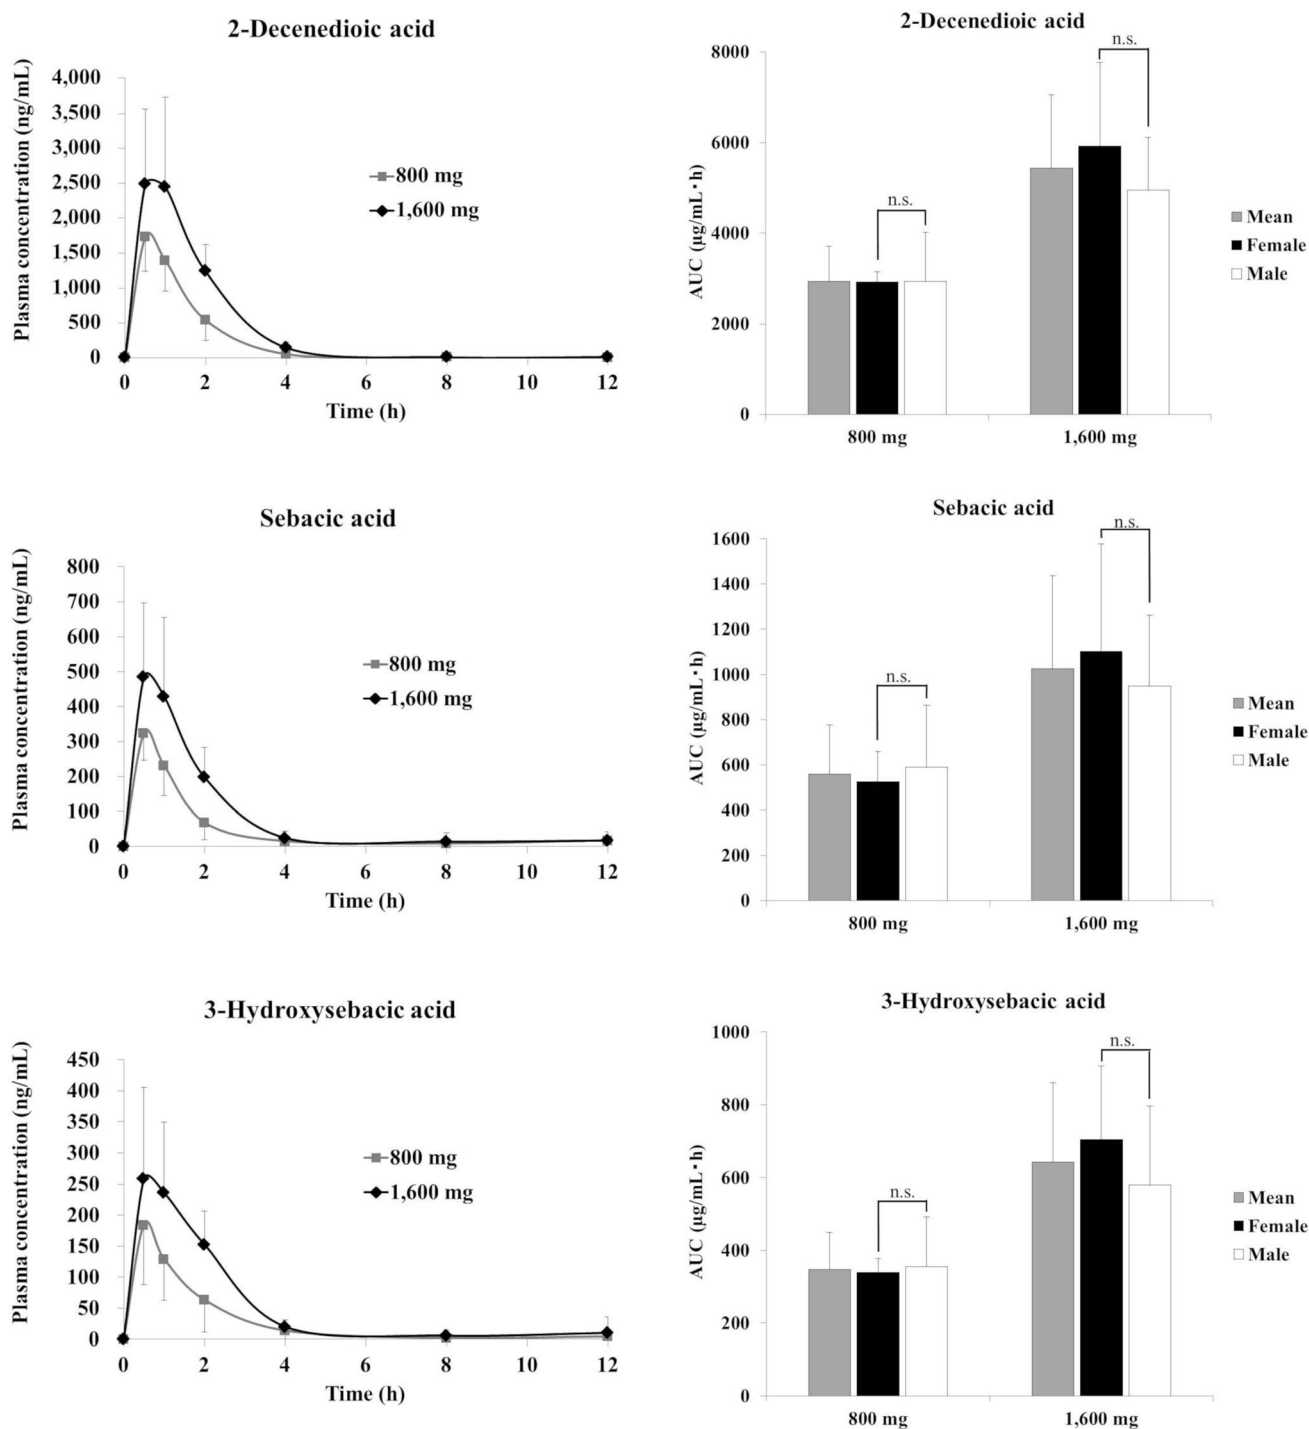 2-Decenedioic acid
Plasma concentration (ng/mL)
4,000
3,500
3,000
2,500
2,000
1,500
1,000
500
0
0 2 4 6 8 10 12
Time (h)
800 mg
1,600 mg
2-Decenedioic acid
AUC (μg/mL・h)
8000
6000
4000
2000
0
n.s.
n.s.
800 mg 1,600 mg
Mean
Female
Male
Sebacic acid
Plasma concentration (ng/mL)
800
700
600
500
400
300
200
100
0
0 2 4 6 8 10 12
Time (h)
800 mg
1,600 mg
Sebacic acid
AUC (μg/mL・h)
1600
1400
1200
1000
800
600
400
200
0
n.s.
n.s.
800 mg 1,600 mg
Mean
Female
Male
3-Hydroxysebacic acid
Plasma concentration (ng/mL)
450
400
350
300
250
200
150
100
50
0
0 2 4 6 8 10 12
Time (h)
800 mg
1,600 mg
3-Hydroxysebacic acid
AUC (μg/mL・h)
1000
800
600
400
200
0
n.s.
n.s.
800 mg 1,600 mg
Mean
Female
Male